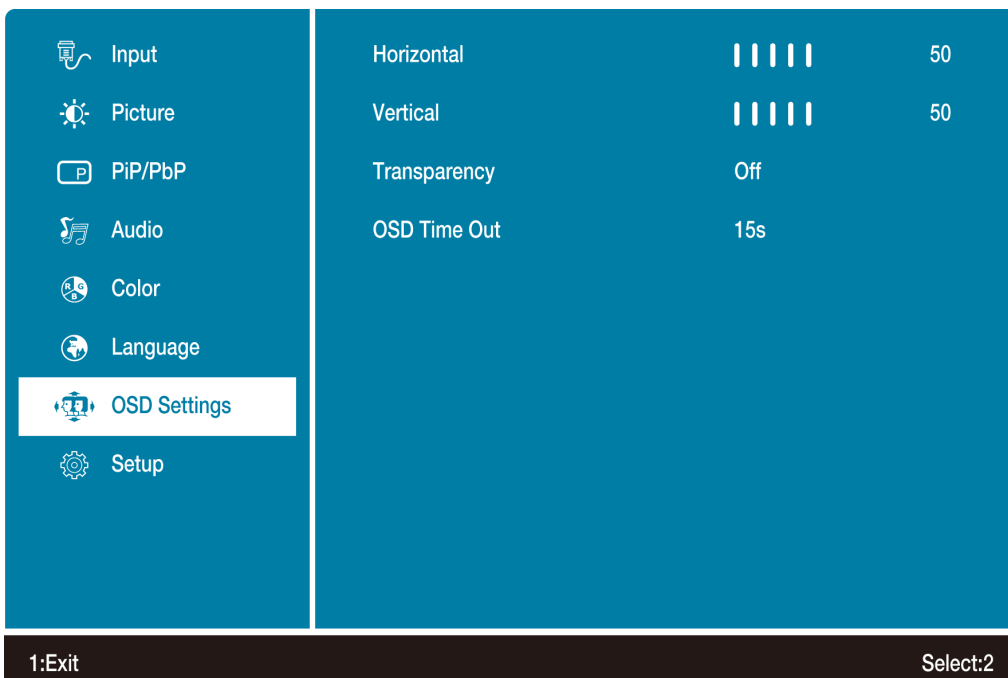 Input
Picture
P
PiP/PbP
Audio
R G
B
Color
Language
OSD Settings
Setup
Horizontal 50
Vertical 50
Transparency Off
OSD Time Out 15s
1:Exit Select:2